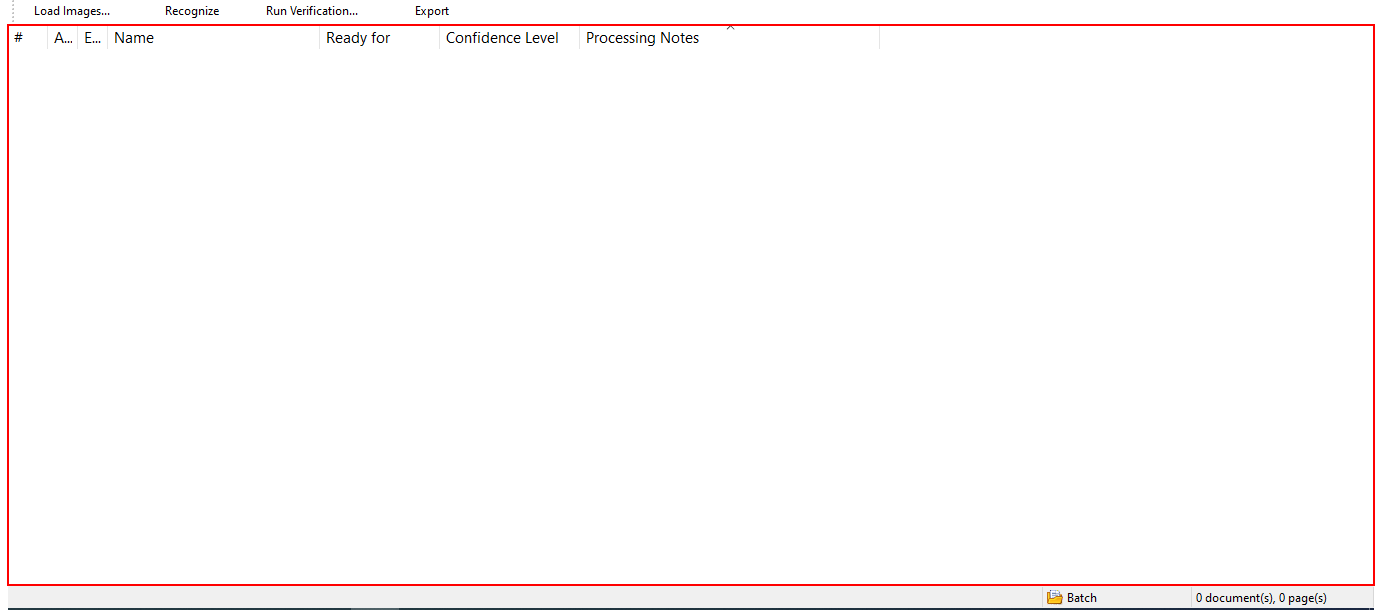 Load Images... Recognize Run Verification... Export
# A... E... Name Ready for Confidence Level Processing Notes
Batch 0 document(s), 0 page(s)